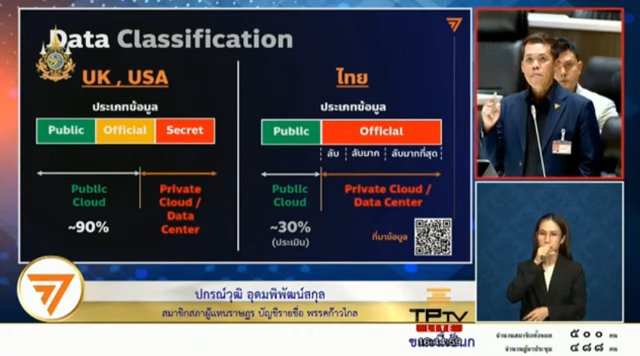 Data Classification
UK , USA
ประเภทข้อมูล
Public Official Secret
Public Cloud
~90%
Private Cloud / Data Center
ไทย
ประเภทข้อมูล
Public Official
ลับ ลับมาก ลับมากที่สุด
Public Cloud
~30%
(ประเมิน)
Private Cloud / Data Center
ที่มาข้อมูล
ปกรณ์วุฒิ อุดมพิพัฒน์สกุล
สมาชิกสภาผู้แทนราษฎร บัญชีรายชื่อ พรรคก้าวไกล
TPTV
LIVE
จำนวนสมาชิกทั้งหมด ๕๐๐ คน
จำนวนผู้มาประชุม ๔๘๘ คน